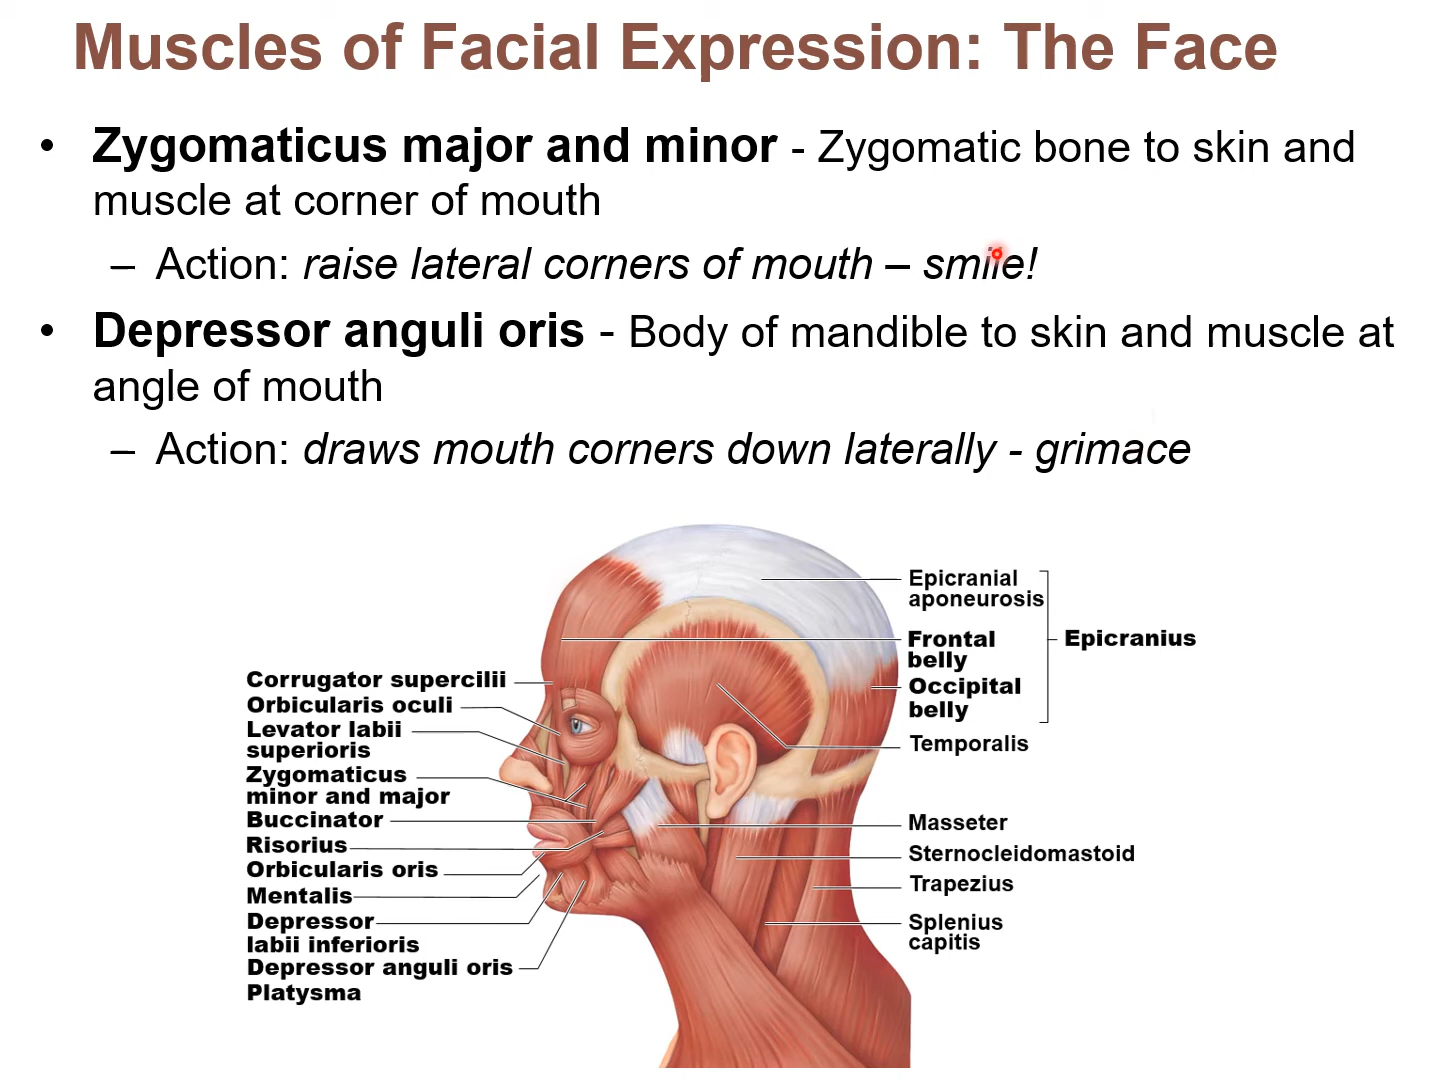 Muscles of Facial Expression: The Face
• Zygomaticus major and minor - Zygomatic bone to skin and
muscle at corner of mouth
– Action: raise lateral corners of mouth – smile!
• Depressor anguli oris - Body of mandible to skin and muscle at
angle of mouth
– Action: draws mouth corners down laterally - grimace
Corrugator supercilii
Orbicularis oculi
Levator labii
superioris
Zygomaticus
minor and major
Buccinator
Risorius
Orbicularis oris
Mentalis
Depressor
labii inferioris
Depressor anguli oris
Platysma
Epicranial
aponeurosis
Frontal
belly
Occipital
belly
Epicranius
Temporalis
Masseter
Sternocleidomastoid
Trapezius
Splenius
capitis